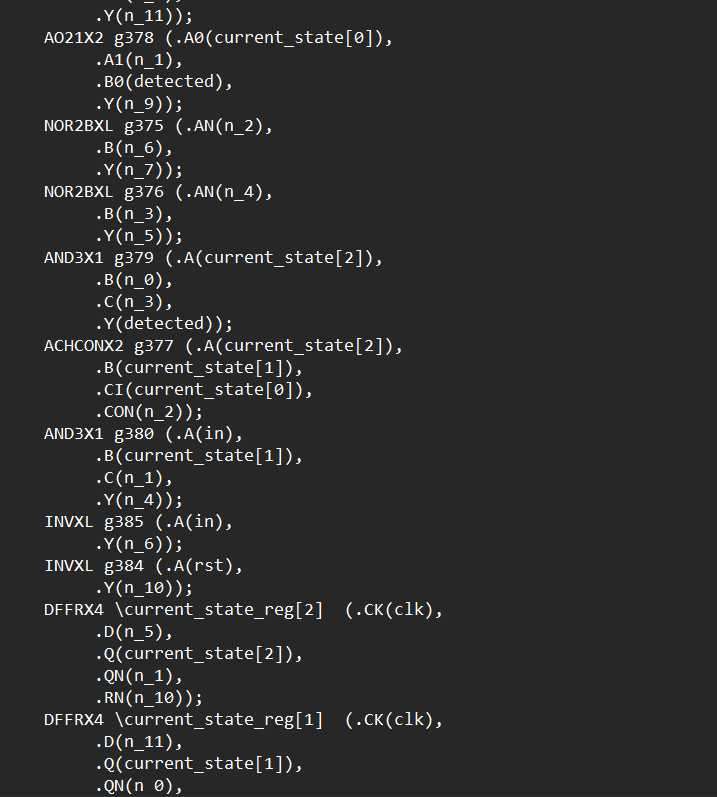 .Y(n_11));
AO21X2 g378 (.A0(current_state[0]),
.A1(n_1),
.B0(detected),
.Y(n_9));
NOR2BXL g375 (.AN(n_2),
.B(n_6),
.Y(n_7));
NOR2BXL g376 (.AN(n_4),
.B(n_3),
.Y(n_5));
AND3X1 g379 (.A(current_state[2]),
.B(n_0),
.C(n_3),
.Y(detected));
ACHCONX2 g377 (.A(current_state[2]),
.B(current_state[1]),
.CI(current_state[0]),
.CON(n_2));
AND3X1 g380 (.A(in),
.B(current_state[1]),
.C(n_1),
.Y(n_4));
INVXL g385 (.A(in),
.Y(n_6));
INVXL g384 (.A(rst),
.Y(n_10));
DFFRX4 \current_state_reg[2]  (.CK(clk),
.D(n_5),
.Q(current_state[2]),
.QN(n_1),
.RN(n_10));
DFFRX4 \current_state_reg[1]  (.CK(clk),
.D(n_11),
.Q(current_state[1]),
.QN(n_0),